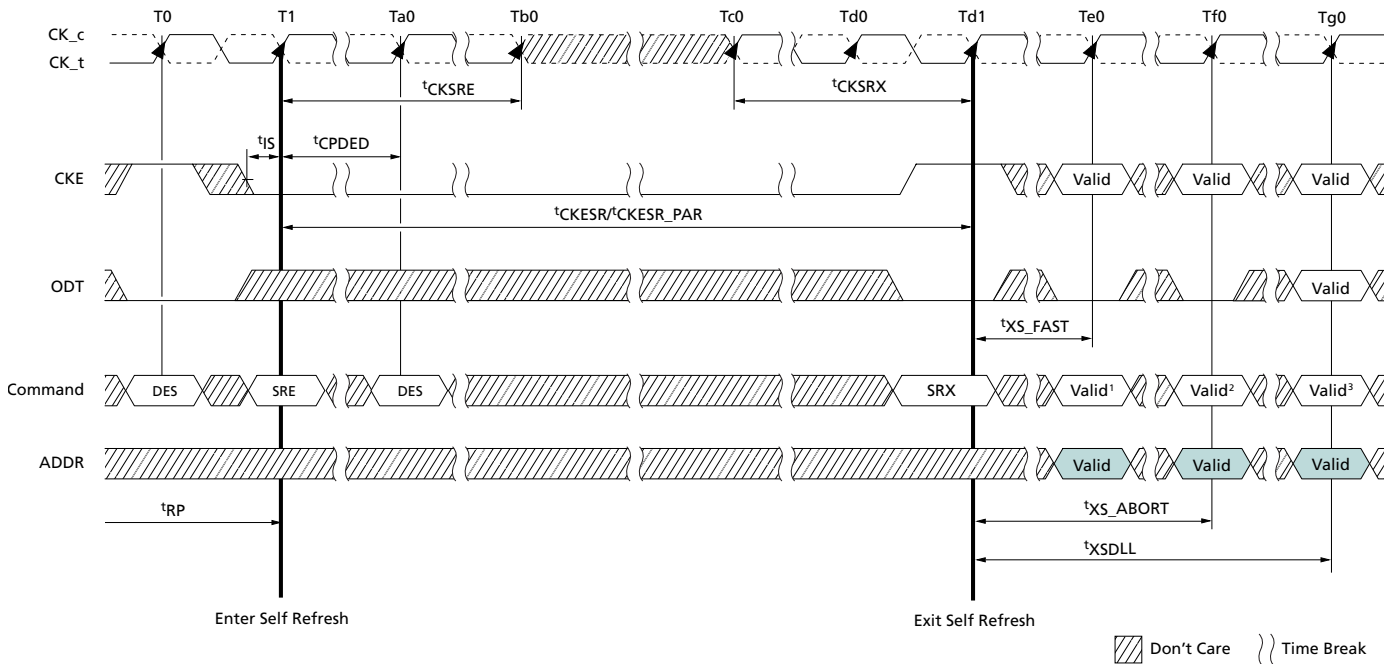 T0 T1 Ta0 Tb0 Tc0 Td0 Td1 Te0 Tf0 Tg0
CK_c
CK_t
tCKSRE tCKSRX
tIS tCPDED
CKE Valid Valid Valid
tCKESR/tCKESR_PAR
ODT Valid
tXS_FAST
Command DES SRE DES SRX Valid1 Valid2 Valid3
ADDR Valid Valid Valid
tRP tXS_ABORT
tXSDLL
Enter Self Refresh Exit Self Refresh
Don't Care Time Break